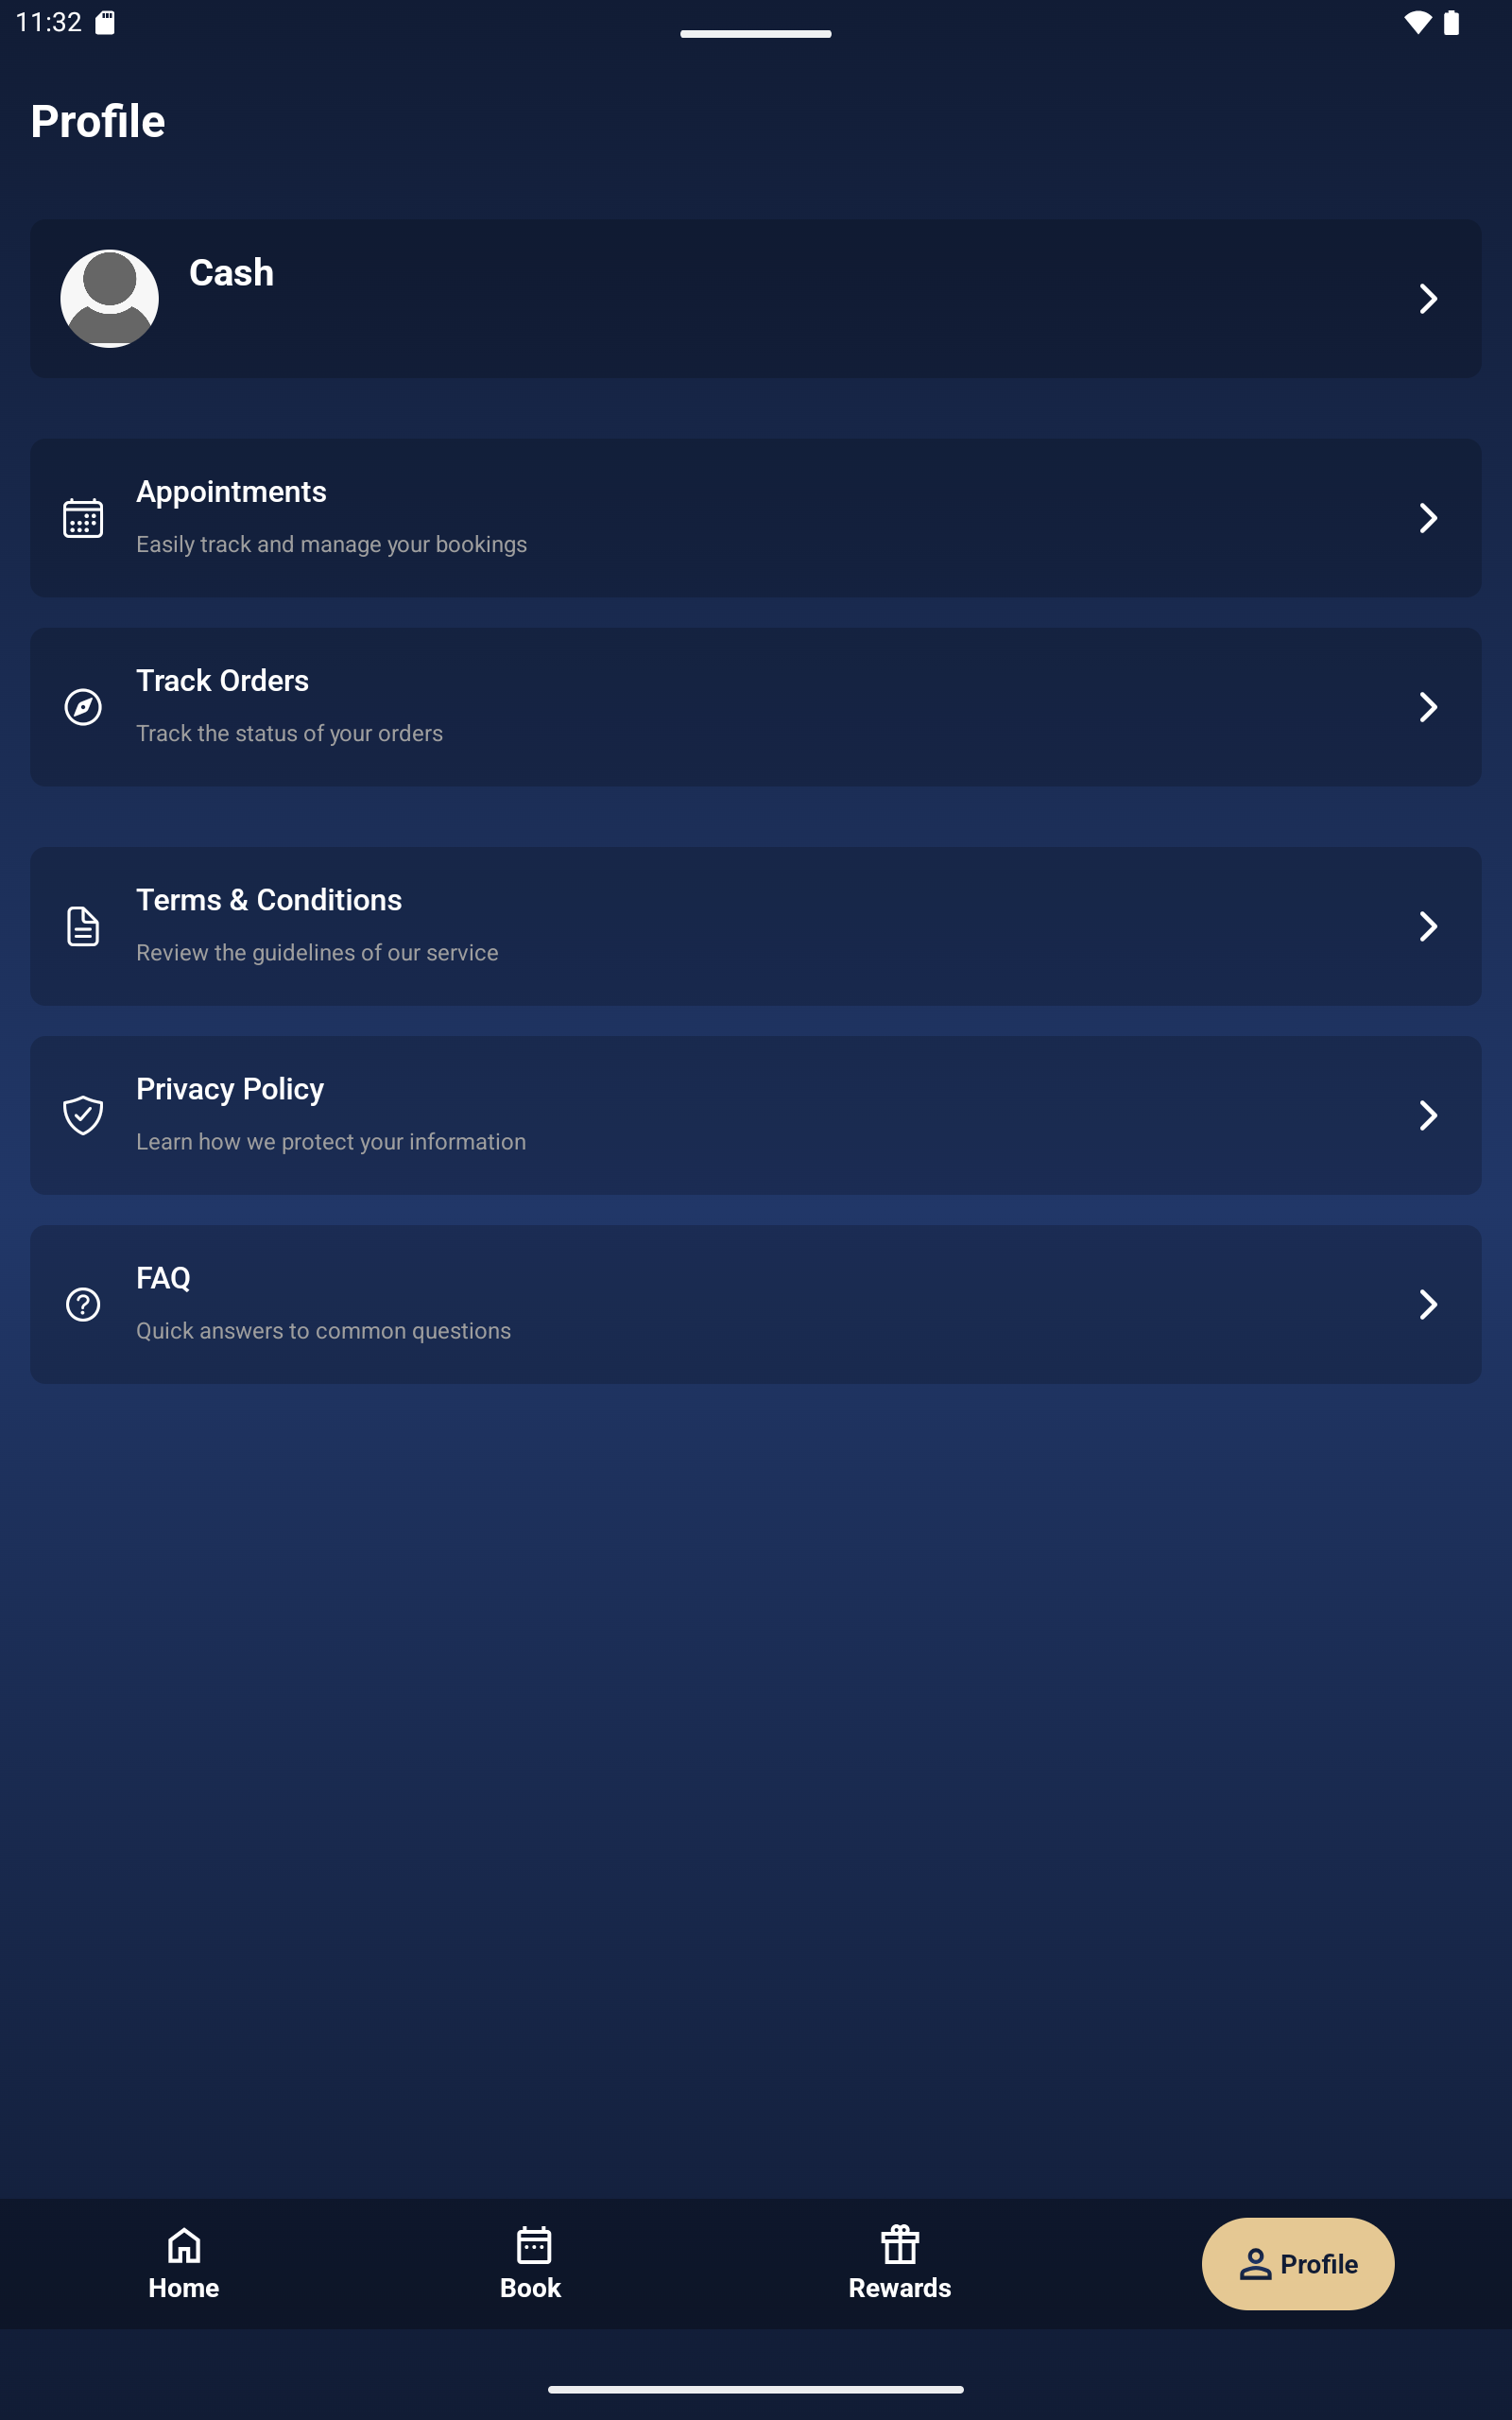 11:32
Profile
Cash
Appointments
Easily track and manage your bookings
Track Orders
Track the status of your orders
Terms & Conditions
Review the guidelines of our service
Privacy Policy
Learn how we protect your information
FAQ
Quick answers to common questions
Home
Book
Rewards
Profile